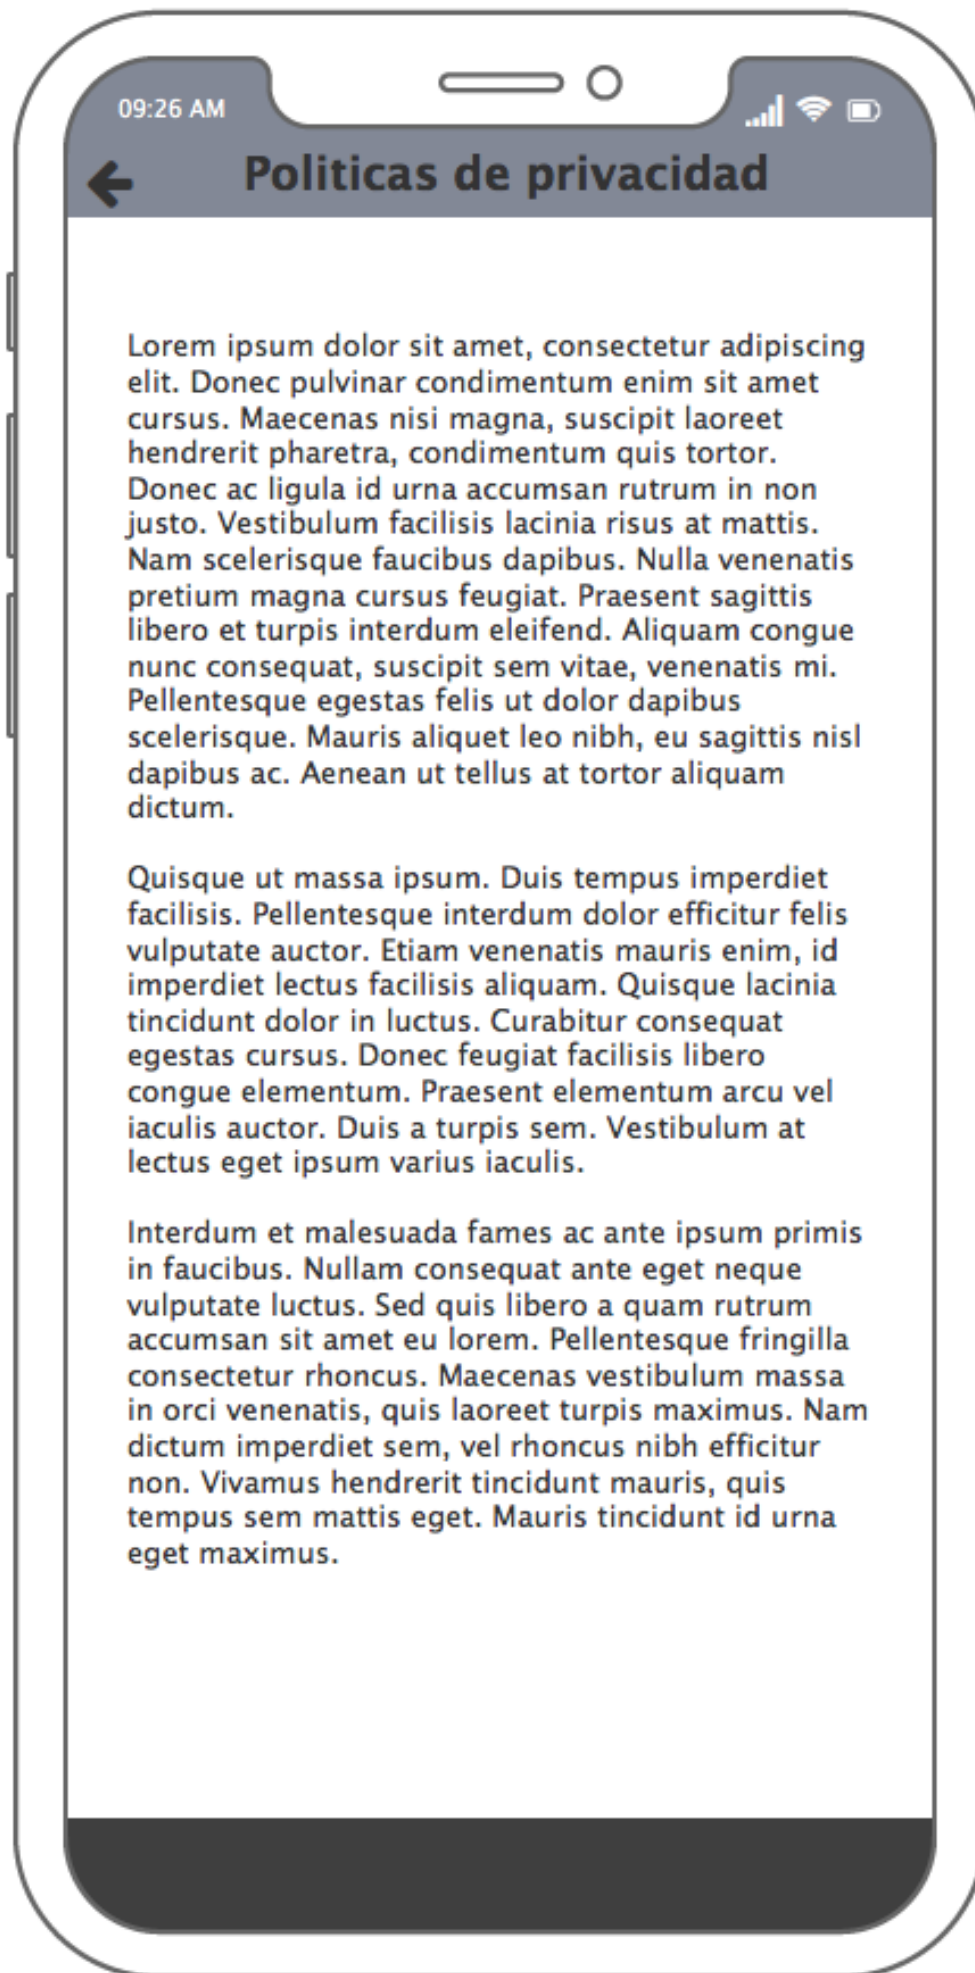 09:26 AM
Politicas de privacidad
Lorem ipsum dolor sit amet, consectetur adipiscing
elit. Donec pulvinar condimentum enim sit amet
cursus. Maecenas nisi magna, suscipit laoreet
hendrerit pharetra, condimentum quis tortor.
Donec ac ligula id urna accumsan rutrum in non
justo. Vestibulum facilisis lacinia risus at mattis.
Nam scelerisque faucibus dapibus. Nulla venenatis
pretium magna cursus feugiat. Praesent sagittis
libero et turpis interdum eleifend. Aliquam congue
nunc consequat, suscipit sem vitae, venenatis mi.
Pellentesque egestas felis ut dolor dapibus
scelerisque. Mauris aliquet leo nibh, eu sagittis nisl
dapibus ac. Aenean ut tellus at tortor aliquam
dictum.
Quisque ut massa ipsum. Duis tempus imperdiet
facilisis. Pellentesque interdum dolor efficitur felis
vulputate auctor. Etiam venenatis mauris enim, id
imperdiet lectus facilisis aliquam. Quisque lacinia
tincidunt dolor in luctus. Curabitur consequat
egestas cursus. Donec feugiat facilisis libero
congue elementum. Praesent elementum arcu vel
iaculis auctor. Duis a turpis sem. Vestibulum at
lectus eget ipsum varius iaculis.
Interdum et malesuada fames ac ante ipsum primis
in faucibus. Nullam consequat ante eget neque
vulputate luctus. Sed quis libero a quam rutrum
accumsan sit amet eu lorem. Pellentesque fringilla
consectetur rhoncus. Maecenas vestibulum massa
in orci venenatis, quis laoreet turpis maximus. Nam
dictum imperdiet sem, vel rhoncus nibh efficitur
non. Vivamus hendrerit tincidunt mauris, quis
tempus sem mattis eget. Mauris tincidunt id urna
eget maximus.